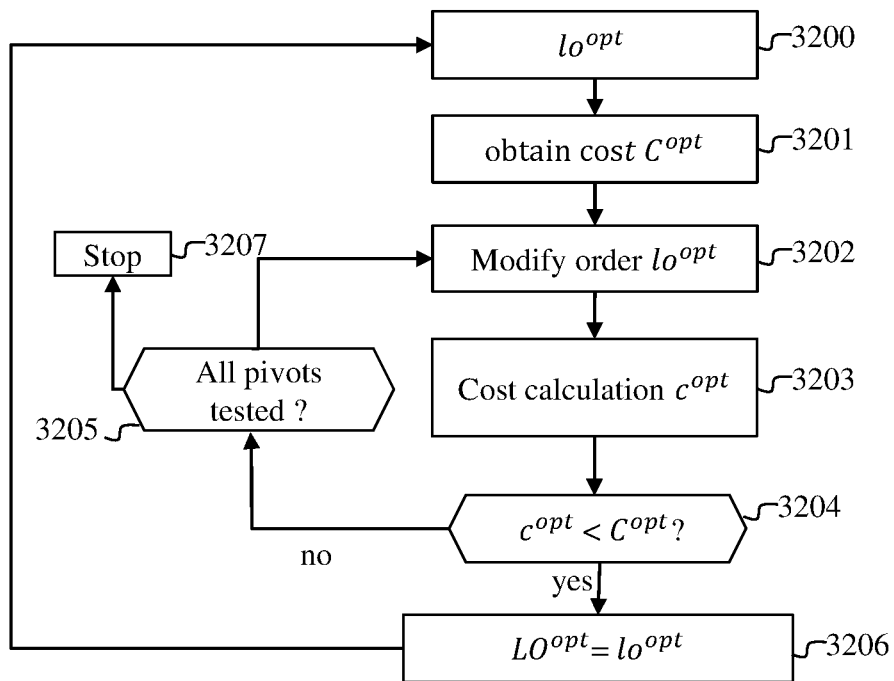 lo^opt
3200
obtain cost C^opt
3201
Stop
3207
Modify order lo^opt
3202
All pivots
tested ?
3205
Cost calculation c^opt
3203
c^opt < C^opt?
3204
no
yes
LO^opt= lo^opt
3206